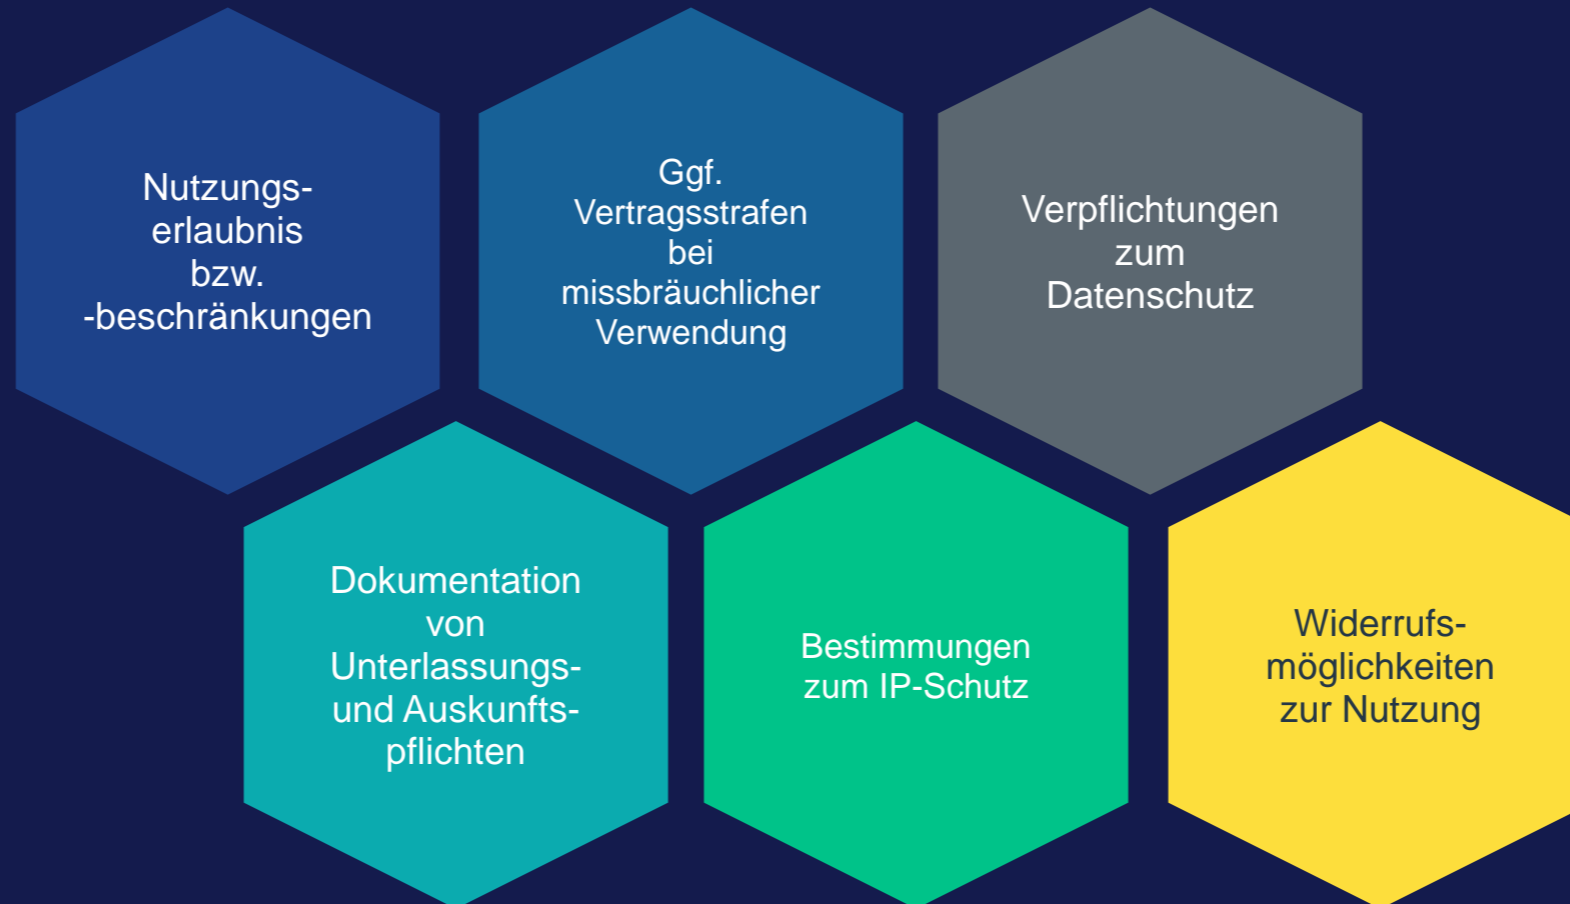 Nutzungs-
erlaubnis
bzw.
-beschränkungen
Ggf.
Vertragsstrafen
bei
missbräuchlicher
Verwendung
Verpflichtungen
zum
Datenschutz
Dokumentation
von
Unterlassungs-
und Auskunfts-
pflichten
Bestimmungen
zum IP-Schutz
Widerrufs-
möglichkeiten
zur Nutzung